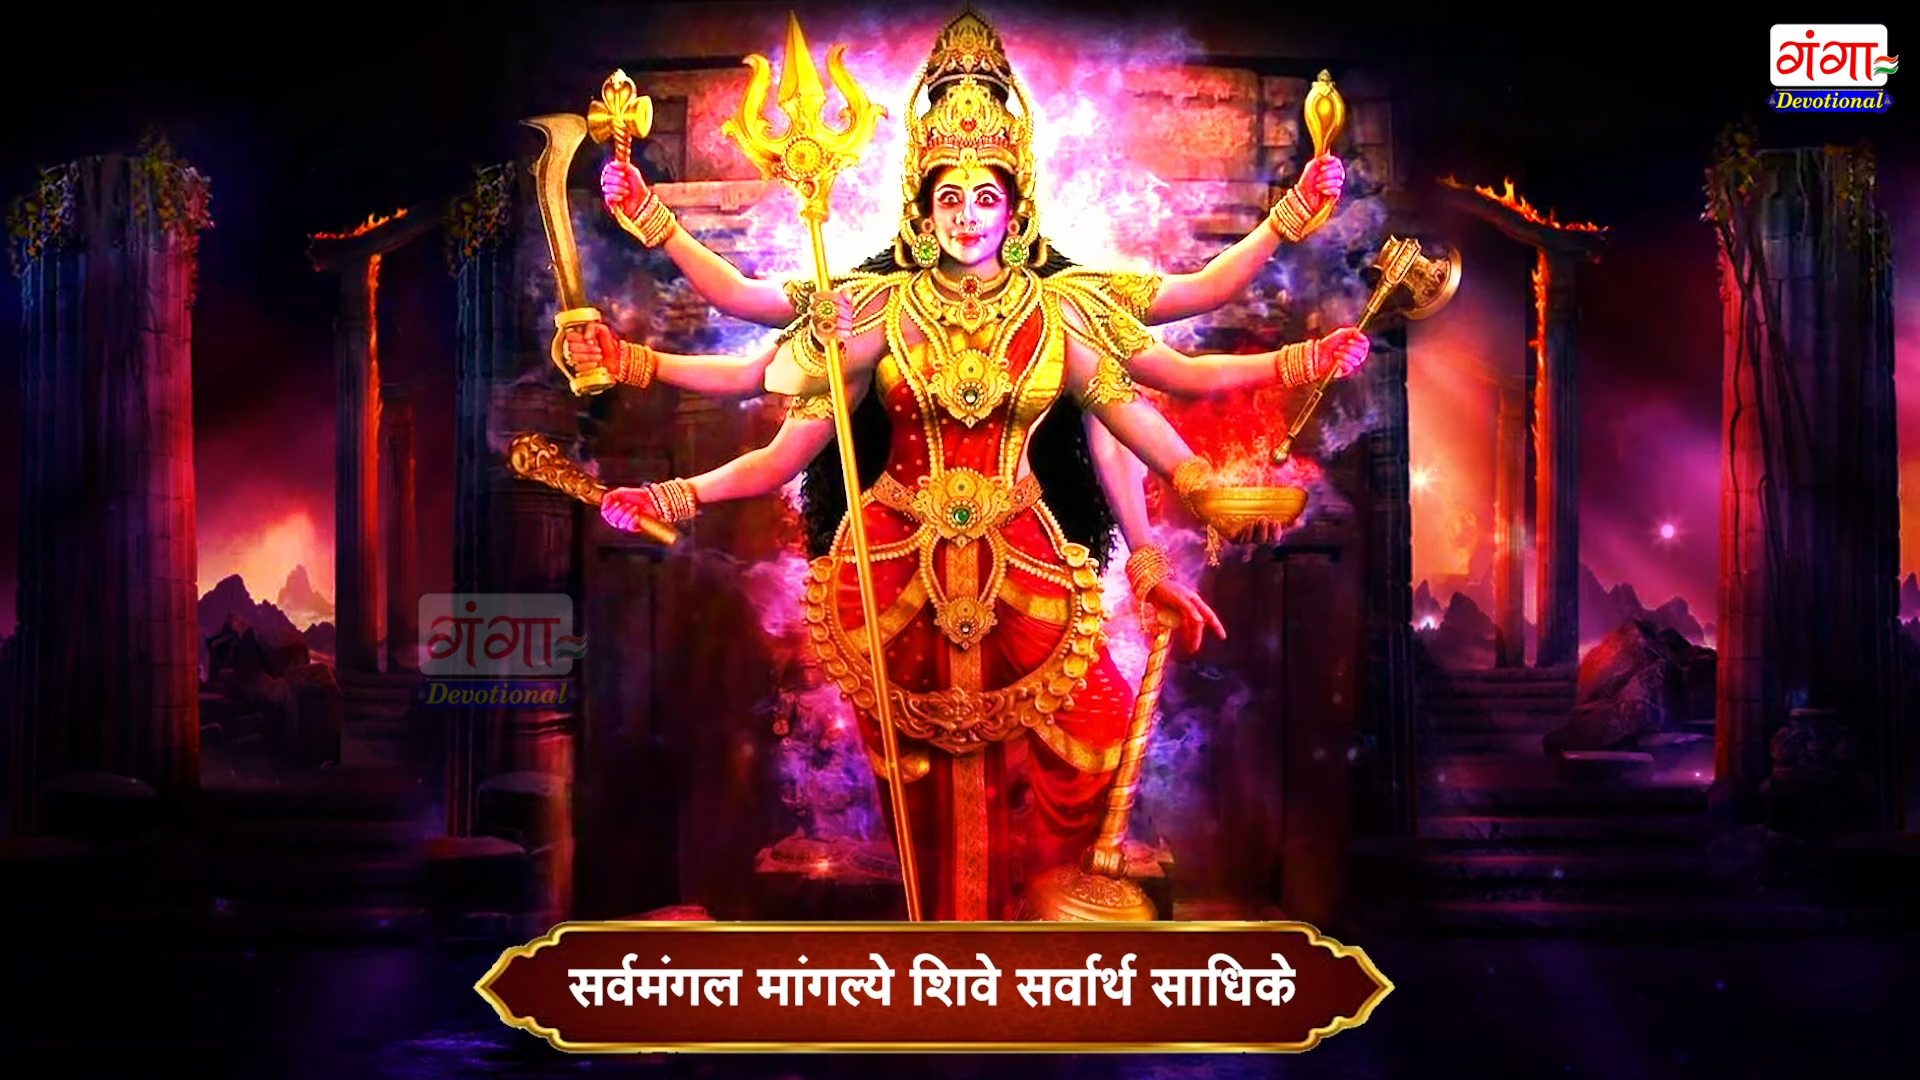 गंगा
Devotional
गंगा
Devotional
सर्वमंगल मांगल्ये शिवे सर्वार्थ साधिके